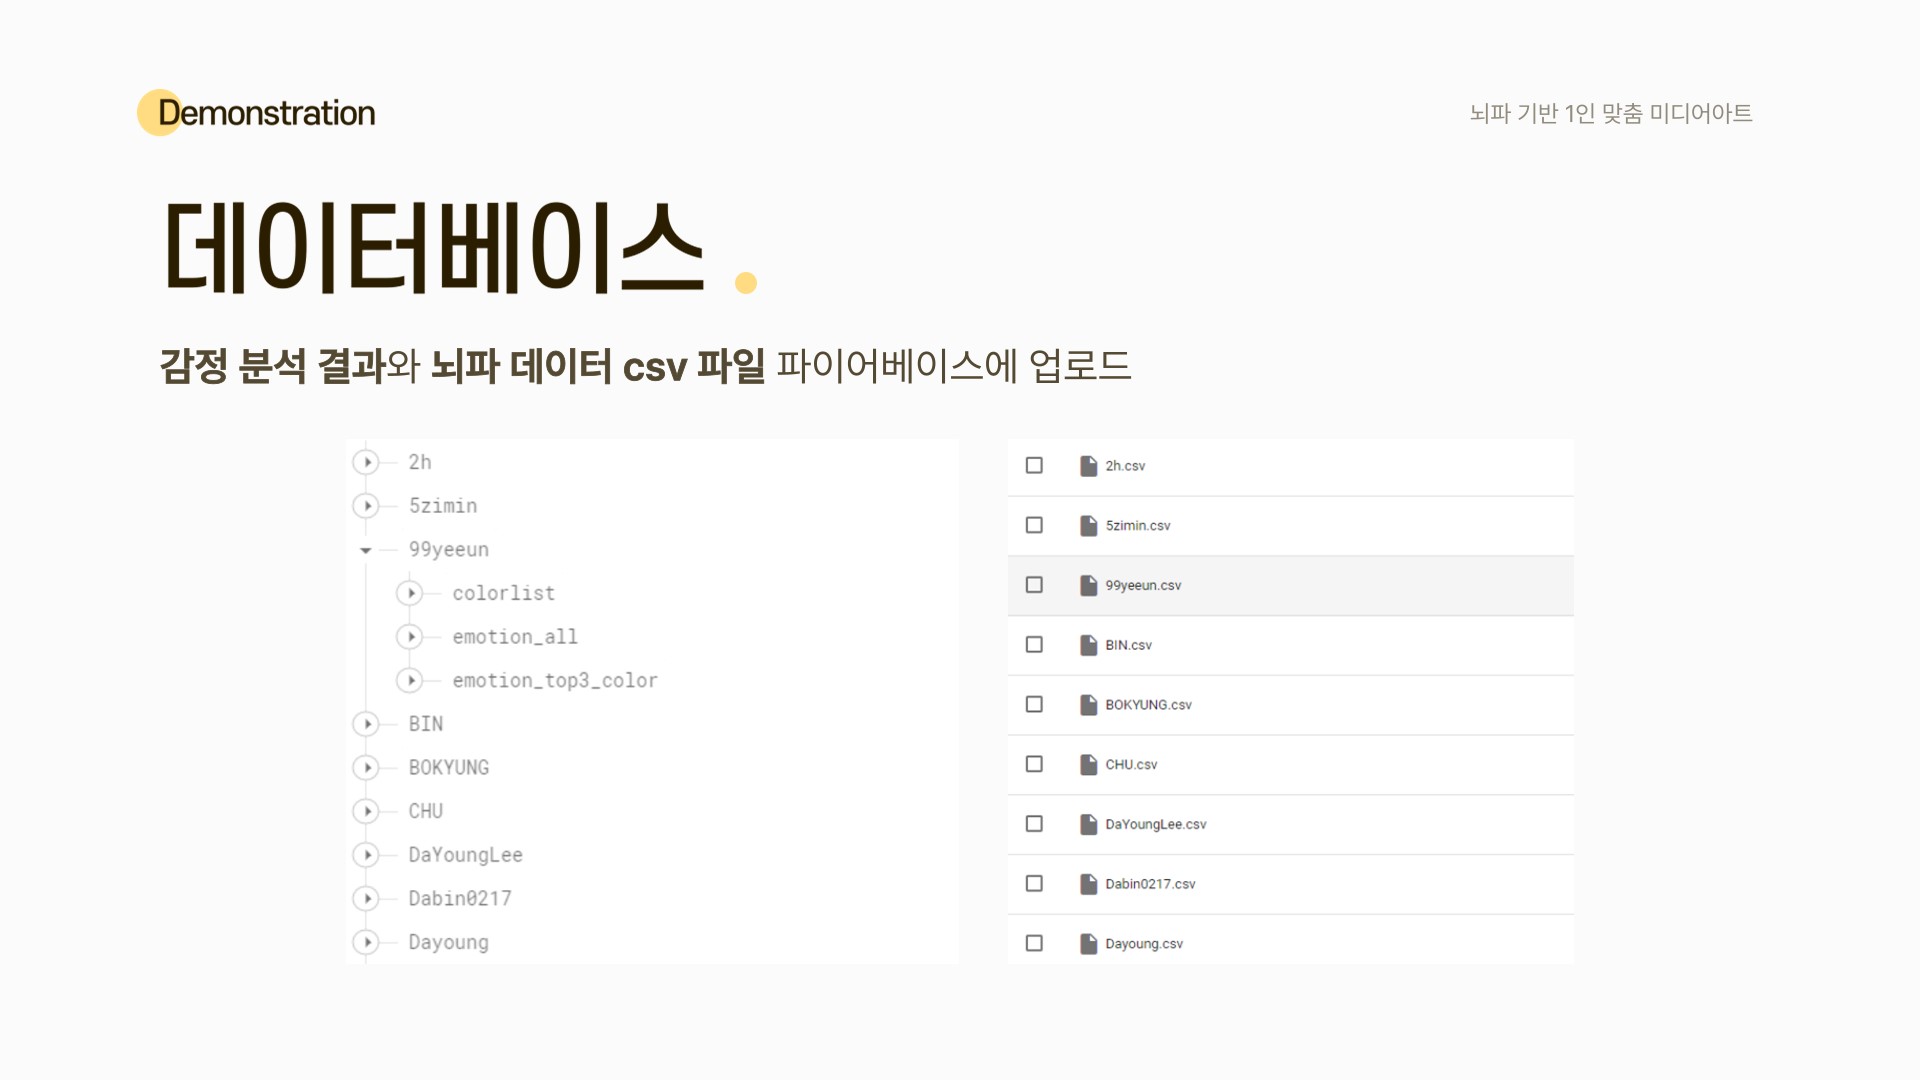 Demonstration
뇌파 기반 1인 맞춤 미디어아트
데이터베이스 .
감정 분석 결과와 뇌파 데이터 csv 파일 파이어베이스에 업로드
2h
5zimin
99yeeun
colorlist
emotion_all
emotion_top3_color
BIN
BOKYUNG
CHU
DaYoungLee
Dabin0217
Dayoung
2h.csv
5zimin.csv
99yeeun.csv
BIN.csv
BOKYUNG.csv
CHU.csv
DaYoungLee.csv
Dabin0217.csv
Dayoung.csv